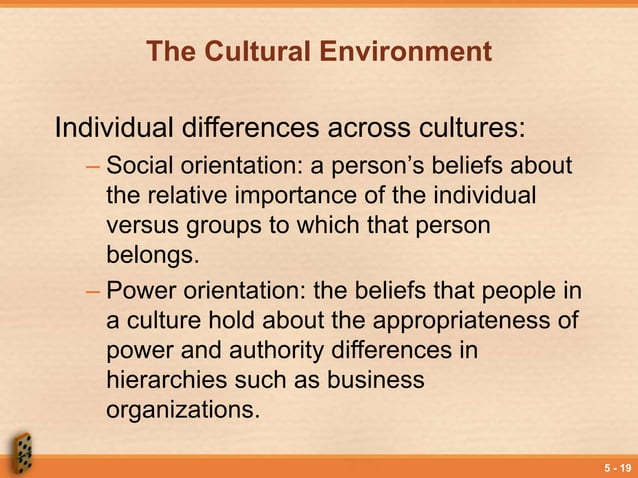 The Cultural Environment
Individual differences across cultures:
– Social orientation: a person’s beliefs about
the relative importance of the individual
versus groups to which that person
belongs.
– Power orientation: the beliefs that people in
a culture hold about the appropriateness of
power and authority differences in
hierarchies such as business
organizations.
5 - 19